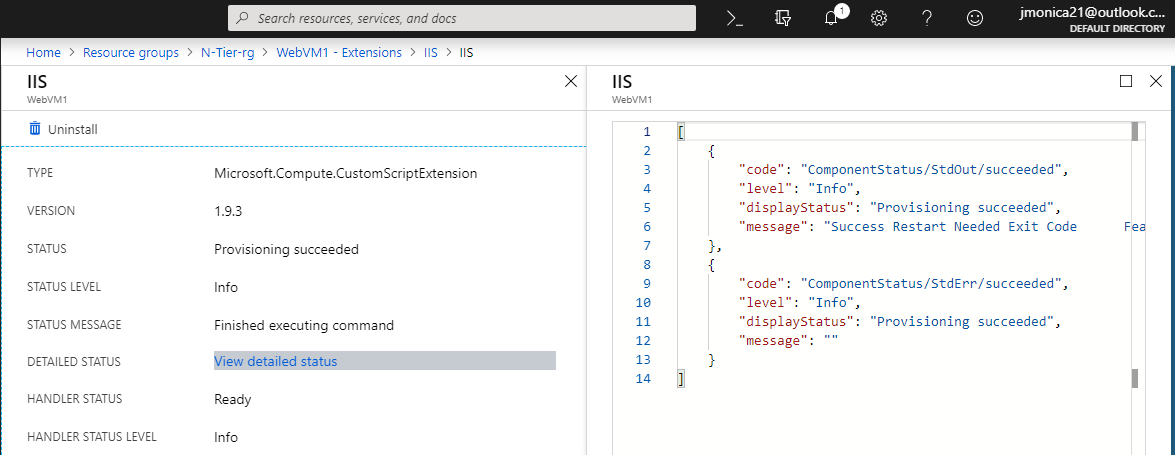 Search resources, services, and docs
1
jmonica21@outlook.c...
DEFAULT DIRECTORY
Home > Resource groups > N-Tier-rg > WebVM1 - Extensions > IIS > IIS
IIS
WebVM1
Uninstall
TYPE Microsoft.Compute.CustomScriptExtension
VERSION 1.9.3
STATUS Provisioning succeeded
STATUS LEVEL Info
STATUS MESSAGE Finished executing command
DETAILED STATUS View detailed status
HANDLER STATUS Ready
HANDLER STATUS LEVEL Info
IIS
WebVM1
1 [
2 {
3 "code": "ComponentStatus/StdOut/succeeded",
4 "level": "Info",
5 "displayStatus": "Provisioning succeeded",
6 "message": "Success Restart Needed Exit Code Fea
7 },
8 {
9 "code": "ComponentStatus/StdErr/succeeded",
10 "level": "Info",
11 "displayStatus": "Provisioning succeeded",
12 "message": ""
13 }
14 ]